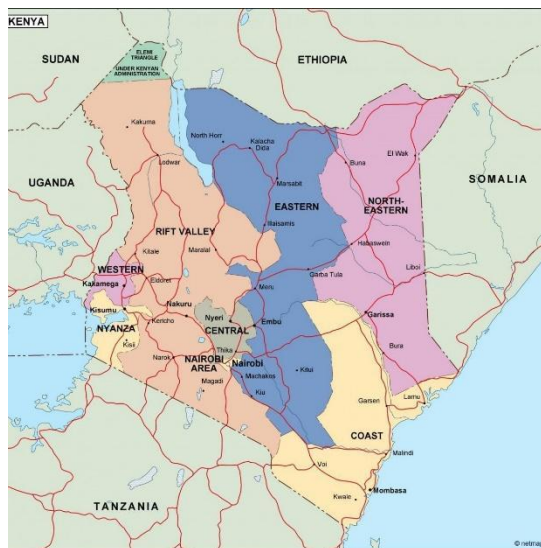 KENYA
SUDAN
ELEMI
TRIANGLE
UNDER KENYAN
ADMINISTRATION
ETHIOPIA
Kakuma
North Horr
Kalacha
Dida
Buna
El Wak
Lodwar
UGANDA
SOMALIA
Marsabit
EASTERN
NORTH-
EASTERN
RIFT VALLEY
Ilaisamis
Maralal
Habaswein
WESTERN
Kitale
Garba Tula
Liboi
Kakamega
Eldoret
Meru
Kisumu
Nakuru
Nyeri
CENTRAL
Embu
Garissa
NYANZA
Kericho
Kisii
Thika
Narok
NAIROBI
AREA
Nairobi
Bura
Machakos
Kitui
Magadi
Kiu
Garsen
Lamu
COAST
Voi
Malindi
Kwale
Mombasa
TANZANIA